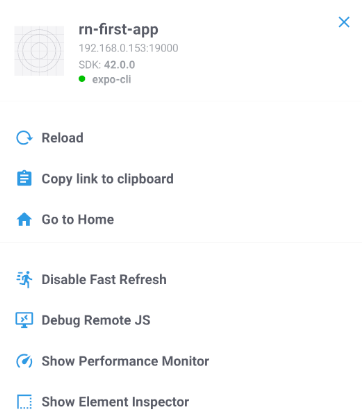 rn-first-app
192.168.0.153:19000
SDK: 42.0.0
expo-cli
Reload
Copy link to clipboard
Go to Home
Disable Fast Refresh
Debug Remote JS
Show Performance Monitor
Show Element Inspector